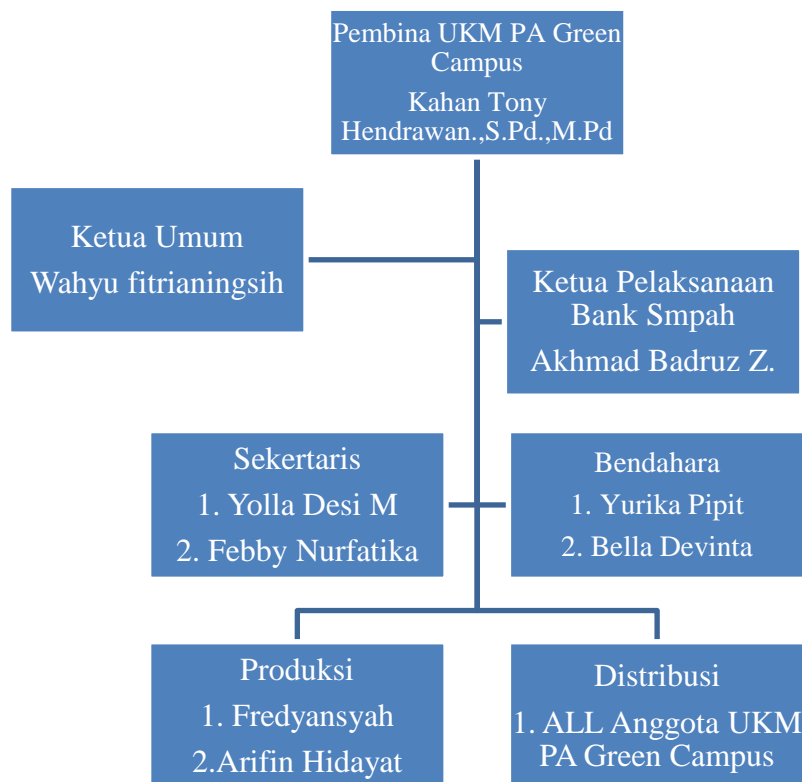 Pembina UKM PA Green
Campus
Kahan Tony
Hendrawan.,S.Pd.,M.Pd
Ketua Umum
Wahyu fitrianingsih
Ketua Pelaksanaan
Bank Smpah
Akhmad Badruz Z.
Sekertaris
1. Yolla Desi M
2. Febby Nurfatika
Bendahara
1. Yurika Pipit
2. Bella Devinta
Produksi
1. Fredyansyah
2.Arifin Hidayat
Distribusi
1. ALL Anggota UKM
PA Green Campus